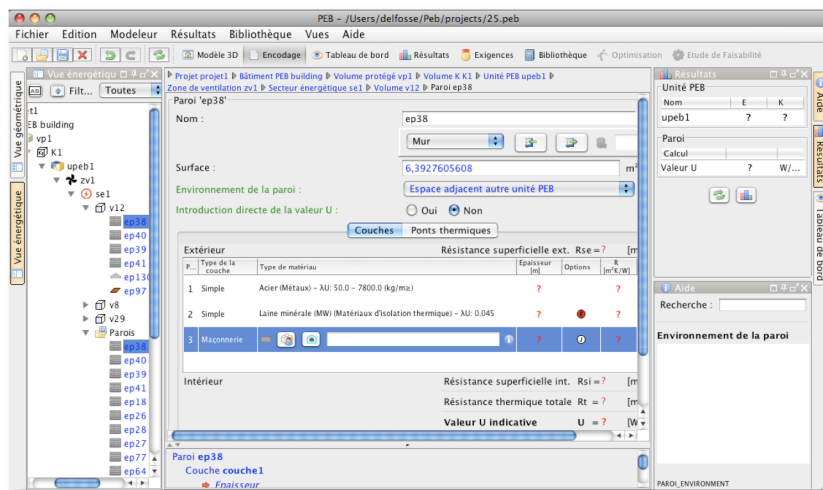 PEB - /Users/delfosse/Peb/projects/25.peb
Fichier Edition Modeleur Résultats Bibliothèque Vues Aide
Modèle 3D Encodage Tableau de bord Résultats Exigences Bibliothèque Optimisation Etude de Faisabilité
Vue géométrique
Vue énergétique
Vue énergétiqu
Filt... Toutes
t1
EB building
vp1
K1
upeb1
zv1
se1
v12
ep38
ep40
ep39
ep41
ep130
ep97
v8
v29
Parois
ep38
ep40
ep39
ep41
ep18
ep26
ep28
ep27
ep77
ep64
Projet projet1 Bâtiment PEB building Volume protégé vp1 Volume K K1 Unité PEB upeb1
Zone de ventilation zv1 Secteur énergétique se1 Volume v12 Paroi ep38
Paroi 'ep38'
Nom : ep38
Mur
Surface : 6,3927605608 m²
Environnement de la paroi : Espace adjacent autre unité PEB
Introduction directe de la valeur U : Oui Non
Couches Ponts thermiques
Extérieur Résistance superficielle ext. Rse = ? [m
P... Type de la couche Type de matériau Epaisseur [m] Options R [m²K/W]
1 Simple Acier (Métaux) - λU: 50.0 - 7800.0 (kg/m≥) ? ?
2 Simple Laine minérale (MW) (Matériaux d'isolation thermique) - λU: 0.045 ? ?
3 Maçonnerie ? ?
Intérieur Résistance superficielle int. Rsi = ? [m
Résistance thermique totale Rt = ? [m
Valeur U indicative U = ? [W
Paroi ep38
Couche couche1
Epaisseur
Résultats
Unité PEB
Nom E K
upeb1 ? ?
Paroi
Calcul
Valeur U ? W/...
Aide
Recherche :
Environnement de la paroi
PAROI_ENVIRONMENT
Aide
Résultats
Tableau de bord